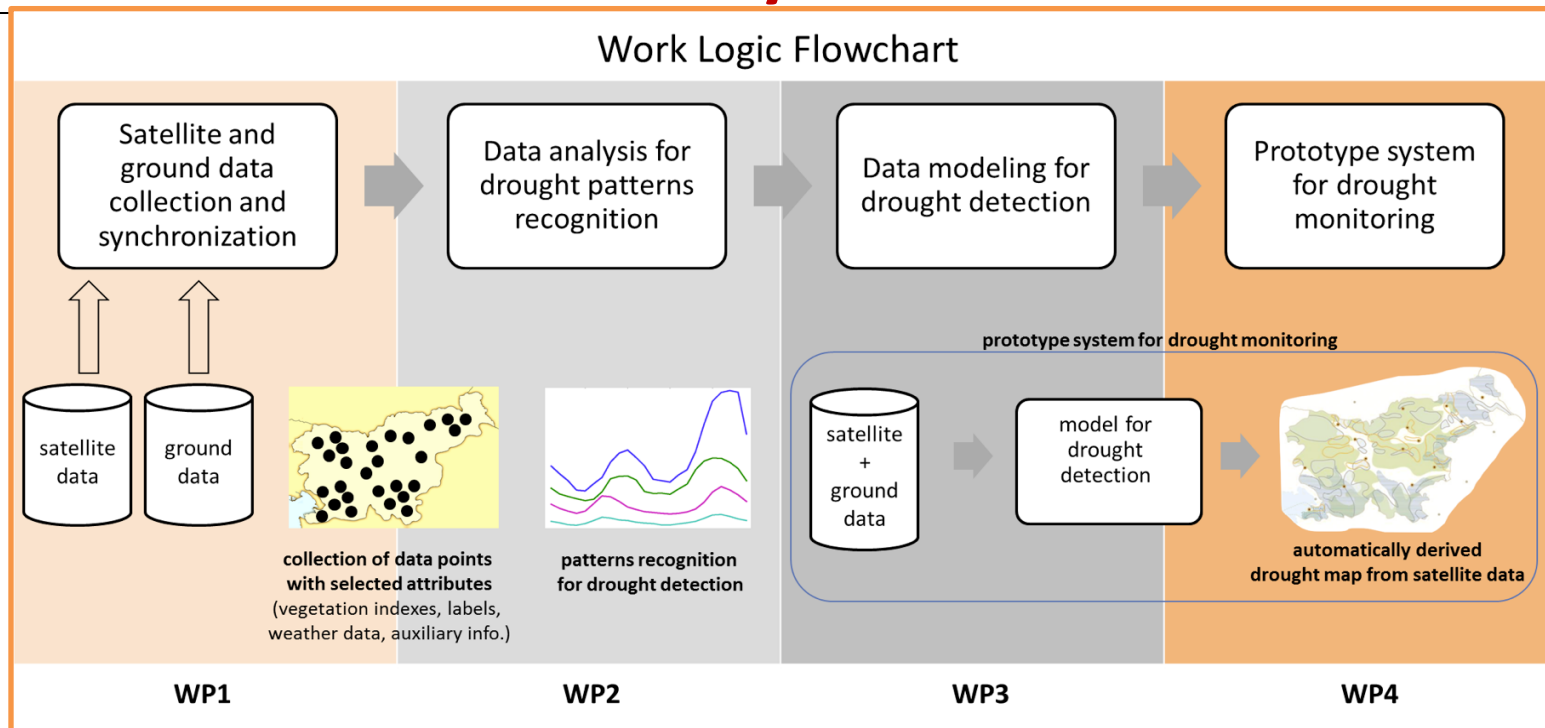 Work Logic Flowchart
Satellite and
ground data
collection and
synchronization
Data analysis for
drought patterns
recognition
Data modeling for
drought detection
Prototype system
for drought
monitoring
satellite
data
ground
data
collection of data points
with selected attributes
(vegetation indexes, labels,
weather data, auxiliary info.)
patterns recognition
for drought detection
prototype system for drought monitoring
satellite
+
ground
data
model for
drought
detection
automatically derived
drought map from satellite data
WP1
WP2
WP3
WP4